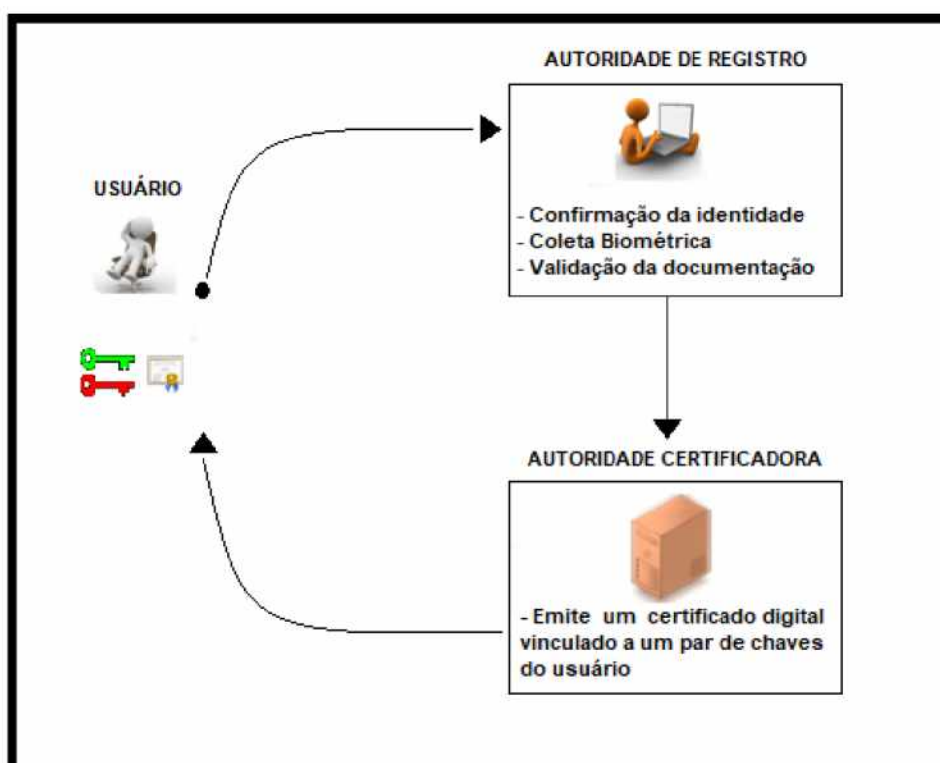 AUTORIDADE DE REGISTRO
USUÁRIO
- Confirmação da identidade
- Coleta Biométrica
- Validação da documentação
AUTORIDADE CERTIFICADORA
- Emite um certificado digital
vinculado a um par de chaves
do usuário